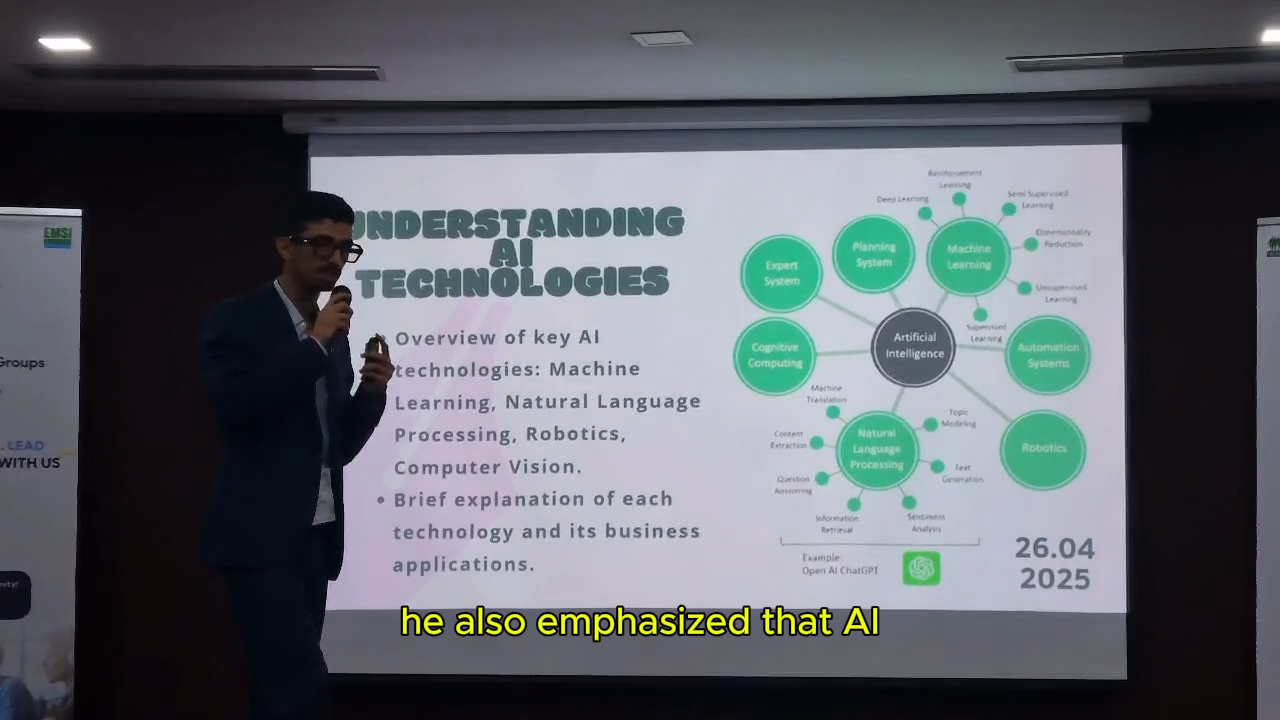 EMSI
Groups
. LEAD
WITH US
nity!
UNDERSTANDING
AI
TECHNOLOGIES
Overview of key AI
technologies: Machine
Learning, Natural Language
Processing, Robotics,
Computer Vision.
• Brief explanation of each
technology and its business
applications.
Reinforcement
Learning
Deep Learning
Semi Supervised
Learning
Dimensionality
Reduction
Unsupervised
Learning
Supervised
Learning
Machine
Learning
Planning
System
Expert
System
Cognitive
Computing
Artificial
Intelligence
Automation
Systems
Robotics
Natural
Language
Processing
Machine
Translation
Content
Extraction
Question
Answering
Information
Retrieval
Sentiment
Analysis
Text
Generation
Topic
Modeling
Example:
Open AI ChatGPT
26.04
2025
he also emphasized that AI